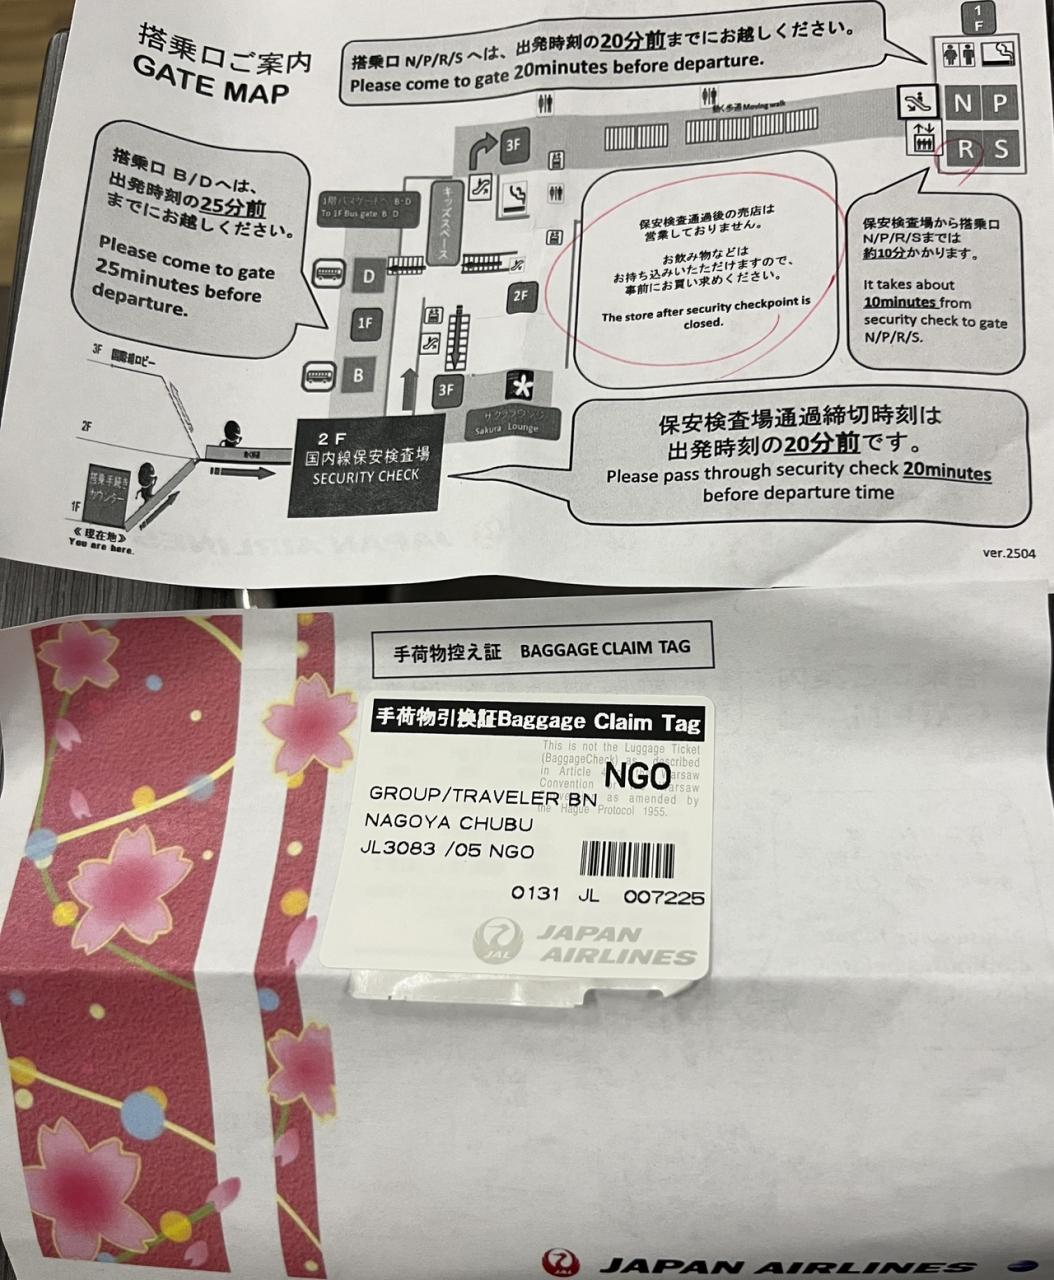 搭乗口ご案内
GATE MAP
搭乗口 N/P/R/S へは、出発時刻の20分前までにお越しください。
Please come to gate 20minutes before departure.
1
F
動く歩道 Moving walk
N P
R S
3F
搭乗口 B/Dへは、
出発時刻の25分前
までにお越しください。
Please come to gate
25minutes before
departure.
1階バスゲートへ B・D
To 1F Bus gate B D
キッズスペース
D
1F
B
2F
3F
サクララウンジ
Sakura Lounge
保安検査通過後の売店は
営業しておりません。
お飲み物などは
お持ち込みいただけますので、
事前にお買い求めください。
The store after security checkpoint is
closed.
保安検査場から搭乗口
N/P/R/Sまでは
約10分かかります。
It takes about
10minutes from
security check to gate
N/P/R/S.
3F 国際線ロビー
2F
搭乗手続き
カウンター
1F
《現在地》
You are here.
2F
国内線保安検査場
SECURITY CHECK
保安検査場通過締切時刻は
出発時刻の20分前です。
Please pass through security check 20minutes
before departure time
ver.2504
手荷物控え証 BAGGAGE CLAIM TAG
手荷物引換証Baggage Claim Tag
This is not the Luggage Ticket
(BaggageCheck) as described
in Article Warsaw
Convention Warsaw
as amended by
the Hague Protocol 1955.
NGO
GROUP/TRAVELER BN
NAGOYA CHUBU
JL3083 /05 NGO
0131 JL 007225
JAL
JAPAN
AIRLINES
JAPAN AIRLINES